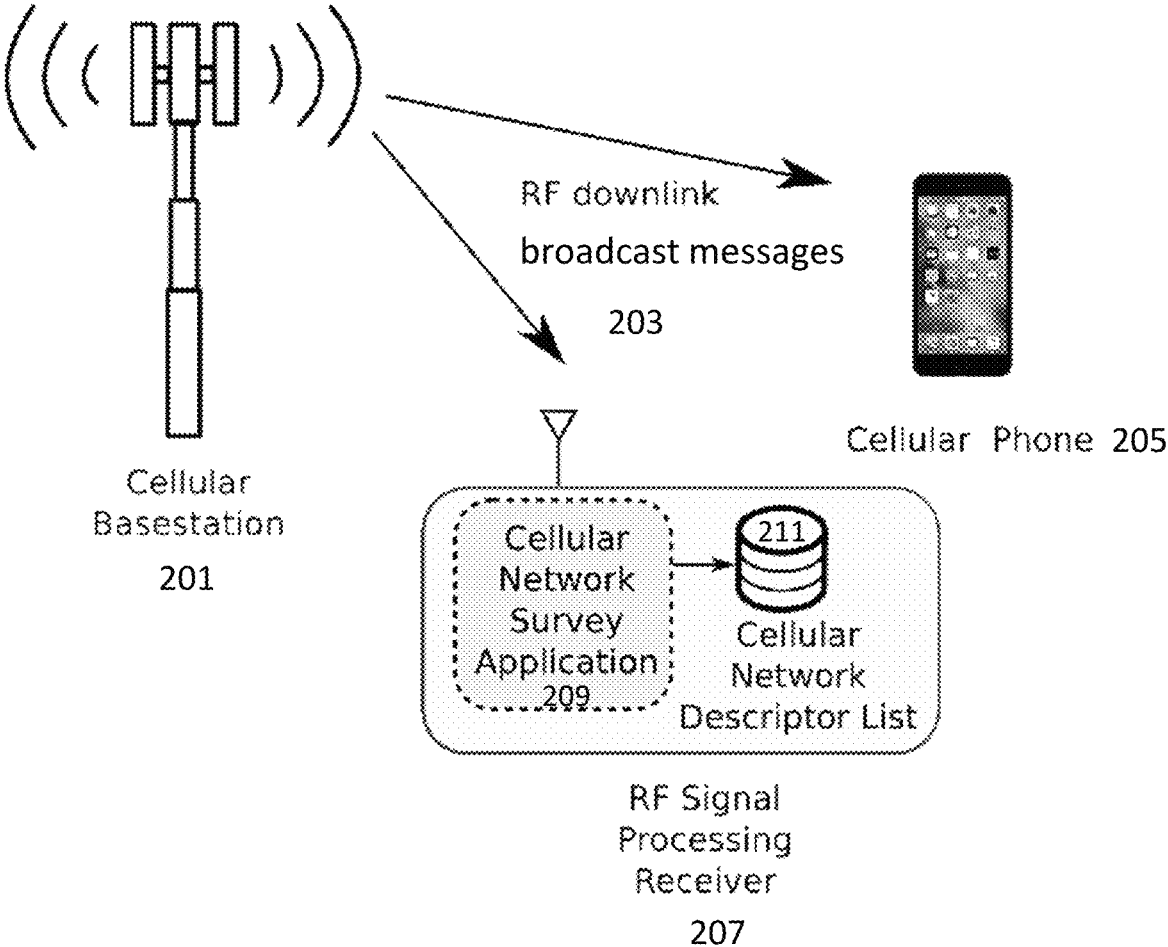 RF downlink
broadcast messages
203
Cellular Phone 205
Cellular
Basestation
201
Cellular
Network
Survey
Application
209
211
Cellular
Network
Descriptor List
RF Signal
Processing
Receiver
207